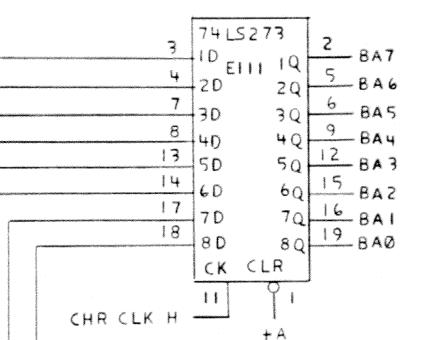 74LS273
3 1D 1Q 2 BA7
E111
4 2D 2Q 5 BA6
7 3D 3Q 6 BA5
8 4D 4Q 9 BA4
13 5D 5Q 12 BA3
14 6D 6Q 15 BA2
17 7D 7Q 16 BA1
18 8D 8Q 19 BAØ
CK CLR
11 1
CHR CLK H
+A